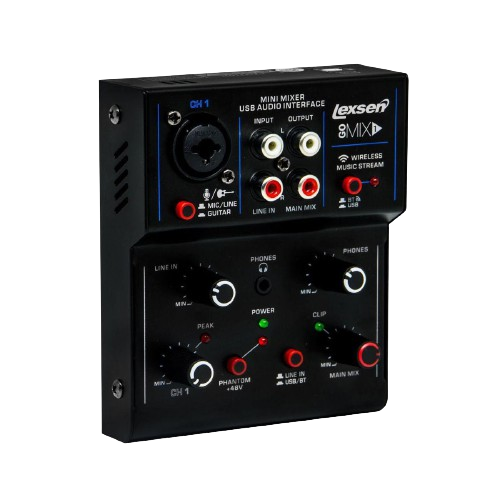 CH 1
MINI MIXER
USB AUDIO INTERFACE
Lexsen
GO MIX 1
INPUT
OUTPUT
L
R
LINE IN
MAIN MIX
WIRELESS
MUSIC STREAM
MIC/LINE
GUITAR
BT
USB
LINE IN
MIN
PHONES
PHONES
MIN
POWER
PEAK
CLIP
MIN
CH 1
PHANTOM
+48V
LINE IN
USB/BT
MIN
MAIN MIX